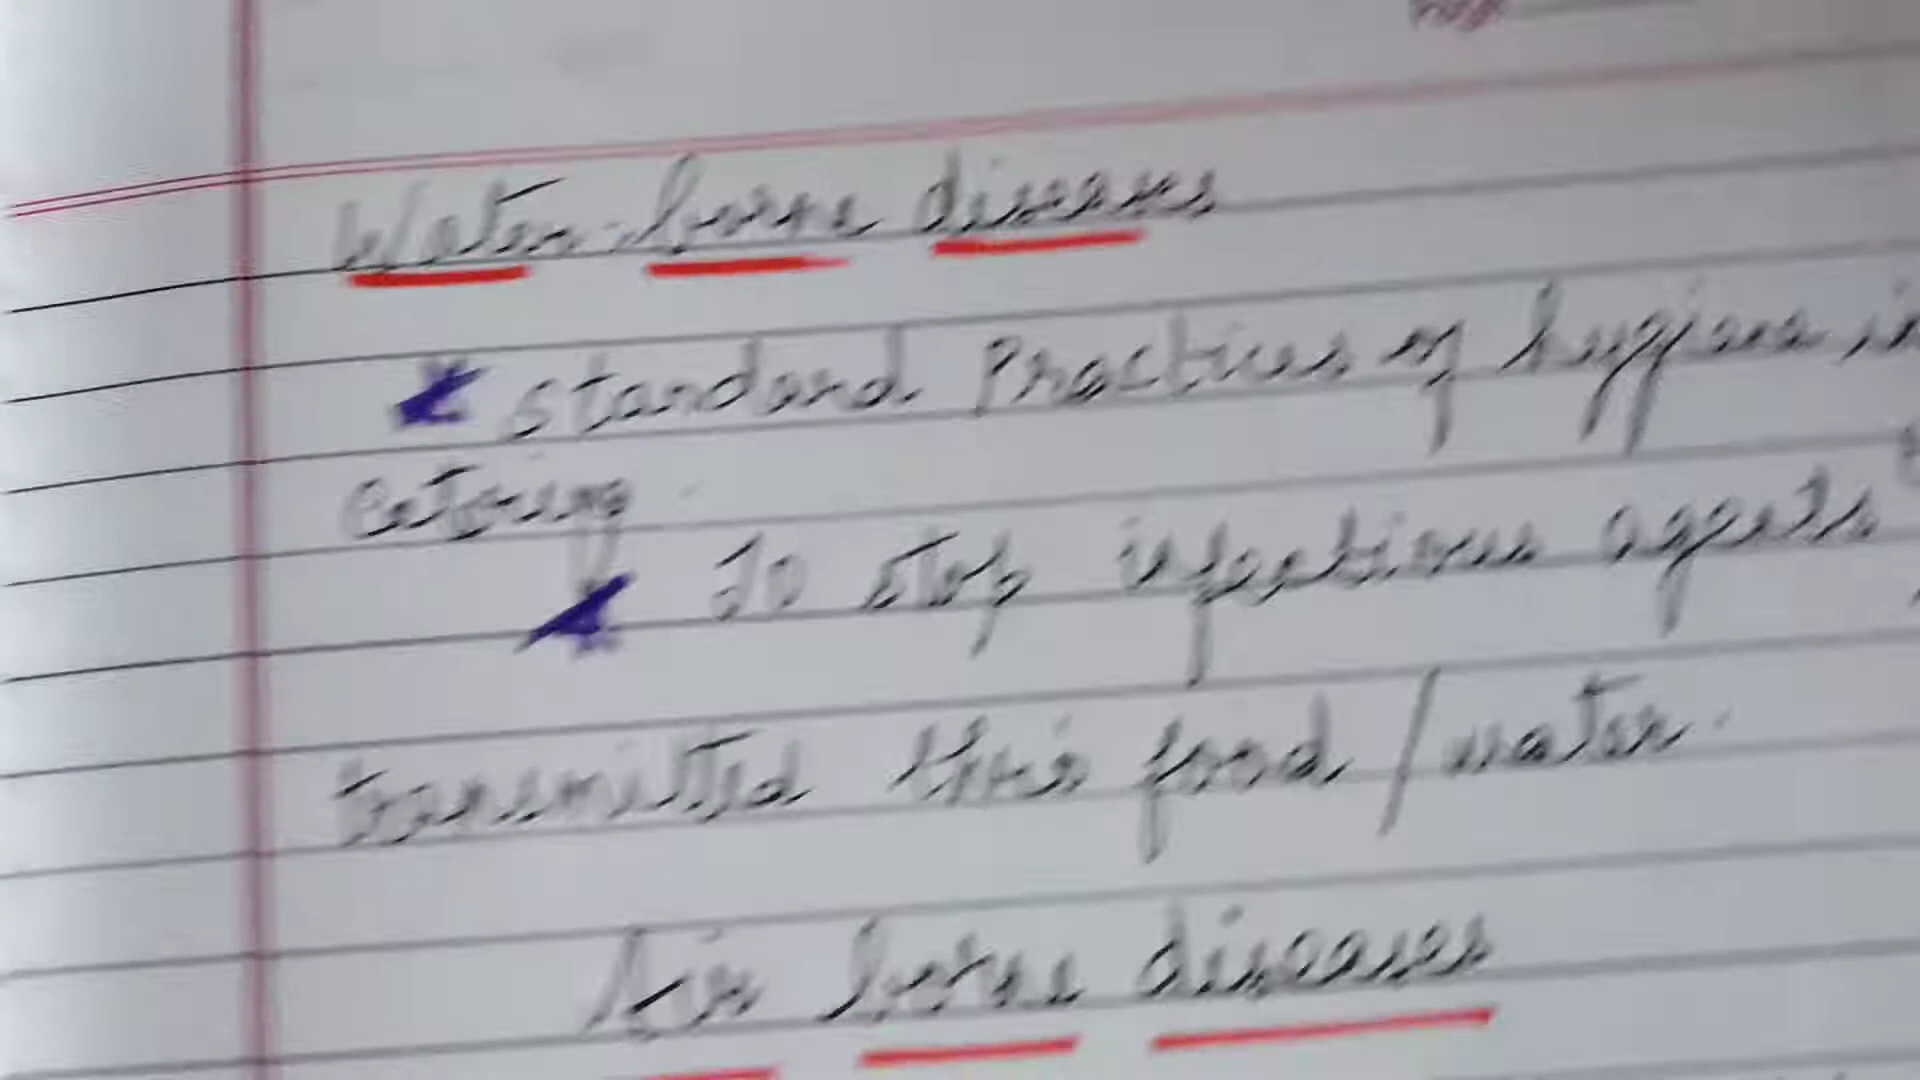 Water-borne diseases
* Standard Practices of hygiene in
Catering.
* To stop infectious agents
transmitted thro food/water.
Air borne diseases